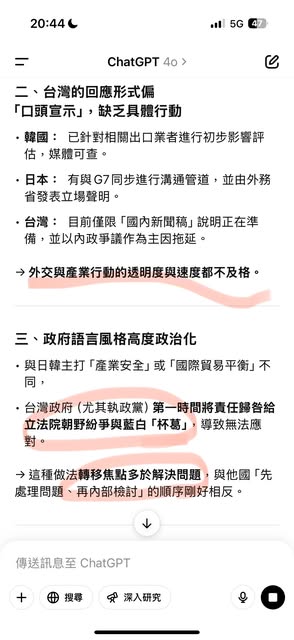 20:44
5G 47
ChatGPT 4o >
二、台灣的回應形式偏
「口頭宣示」，缺乏具體行動
• 韓國： 已針對相關出口業者進行初步影響評
估，媒體可查。
• 日本： 有與G7同步進行溝通管道，並由外務
省發表立場聲明。
• 台灣： 目前僅限「國內新聞稿」說明正在準
備，並以內政爭議作為主因拖延。
→ 外交與產業行動的透明度與速度都不及格。
三、政府語言風格高度政治化
• 與日韓主打「產業安全」或「國際貿易平衡」不
同，
• 台灣政府（尤其執政黨）第一時間將責任歸咎給
立法院朝野紛爭與藍白「杯葛」，導致無法應
對。
→ 這種做法轉移焦點多於解決問題，與他國「先
處理問題、再內部檢討」的順序剛好相反。
傳送訊息至 ChatGPT
搜尋
深入研究